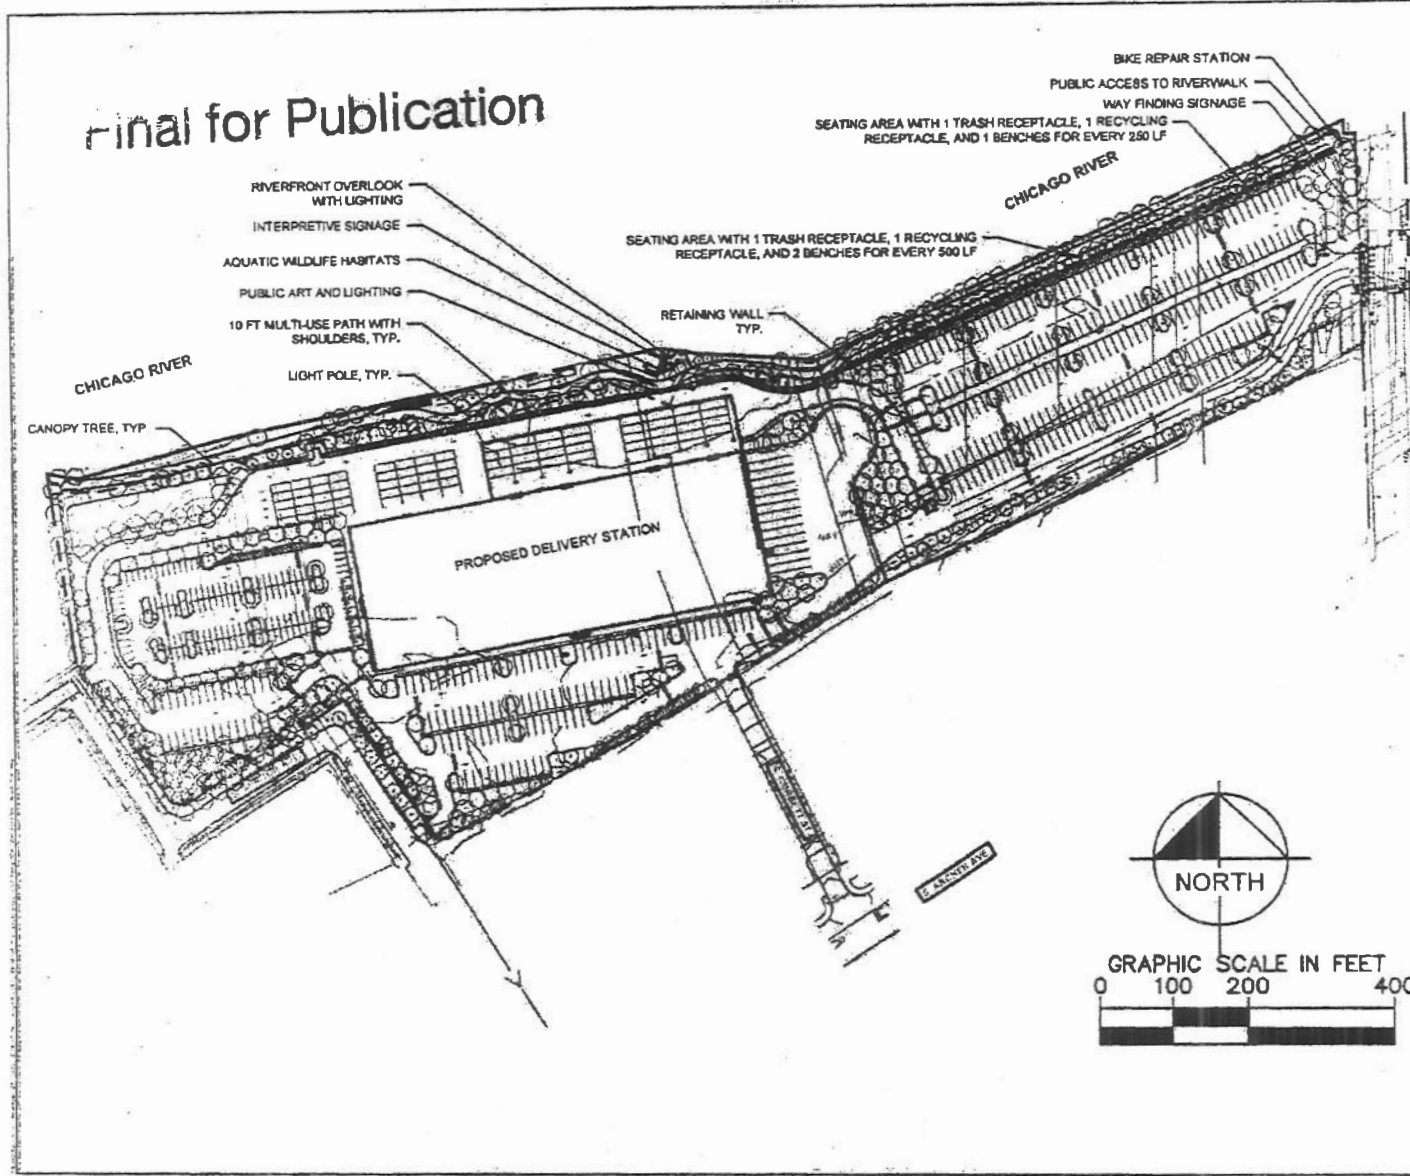 Final for Publication
BIKE REPAIR STATION
PUBLIC ACCESS TO RIVERWALK
WAY FINDING SIGNAGE
SEATING AREA WITH 1 TRASH RECEPTACLE, 1 RECYCLING
RECEPTACLE, AND 1 BENCHES FOR EVERY 250 LF
CHICAGO RIVER
RIVERFRONT OVERLOOK
WITH LIGHTING
INTERPRETIVE SIGNAGE
AQUATIC WILDLIFE HABITATS
PUBLIC ART AND LIGHTING
10 FT MULTI-USE PATH WITH
SHOULDERS, TYP.
LIGHT POLE, TYP.
SEATING AREA WITH 1 TRASH RECEPTACLE, 1 RECYCLING
RECEPTACLE, AND 2 BENCHES FOR EVERY 500 LF
RETAINING WALL
TYP.
CHICAGO RIVER
CANOPY TREE, TYP
PROPOSED DELIVERY STATION
S ARCHER AVE
NORTH
GRAPHIC SCALE IN FEET
0 100 200 400